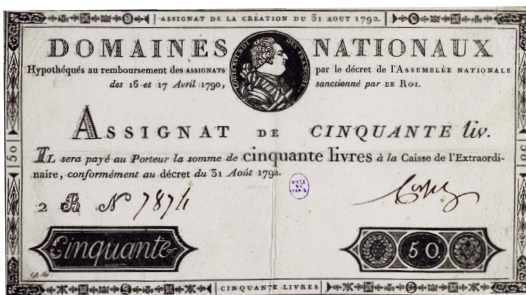 ASSIGNAT DE LA CRÉATION DU 31 AOUT 1792.
DOMAINES NATIONAUX
Hypothéqués au remboursement des ASSIGNATS par le décret de l'ASSEMBLÉE NATIONALE
des 16 et 17 Avril 1790, sanctionné par LE ROI.
ASSIGNAT DE CINQUANTE liv.
IL sera payé au Porteur la somme de cinquante livres à la Caisse de l'Extraordi-
naire, conformément au décret du 31 Août 1792.
2 B N 7874
Cinquante
50.
CINQUANTE LIVRES
50